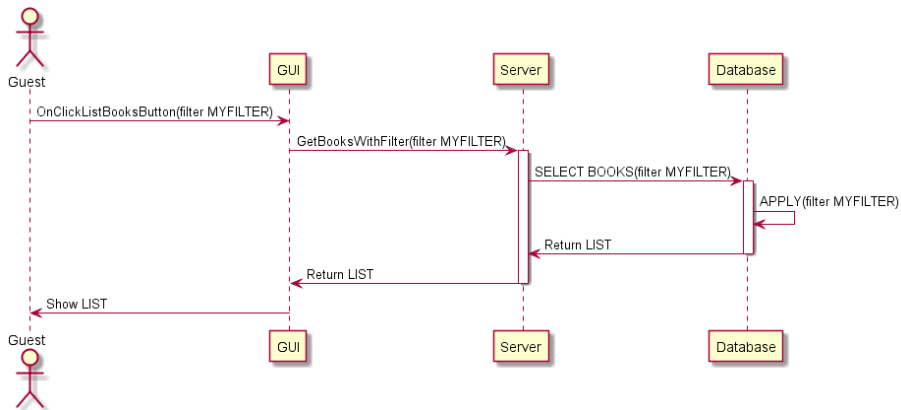 Guest
GUI
Server
Database
OnClickListBooksButton(filter MYFILTER)
GetBooksWithFilter(filter MYFILTER)
SELECT BOOKS(filter MYFILTER)
APPLY(filter MYFILTER)
Return LIST
Return LIST
Show LIST
Guest
GUI
Server
Database